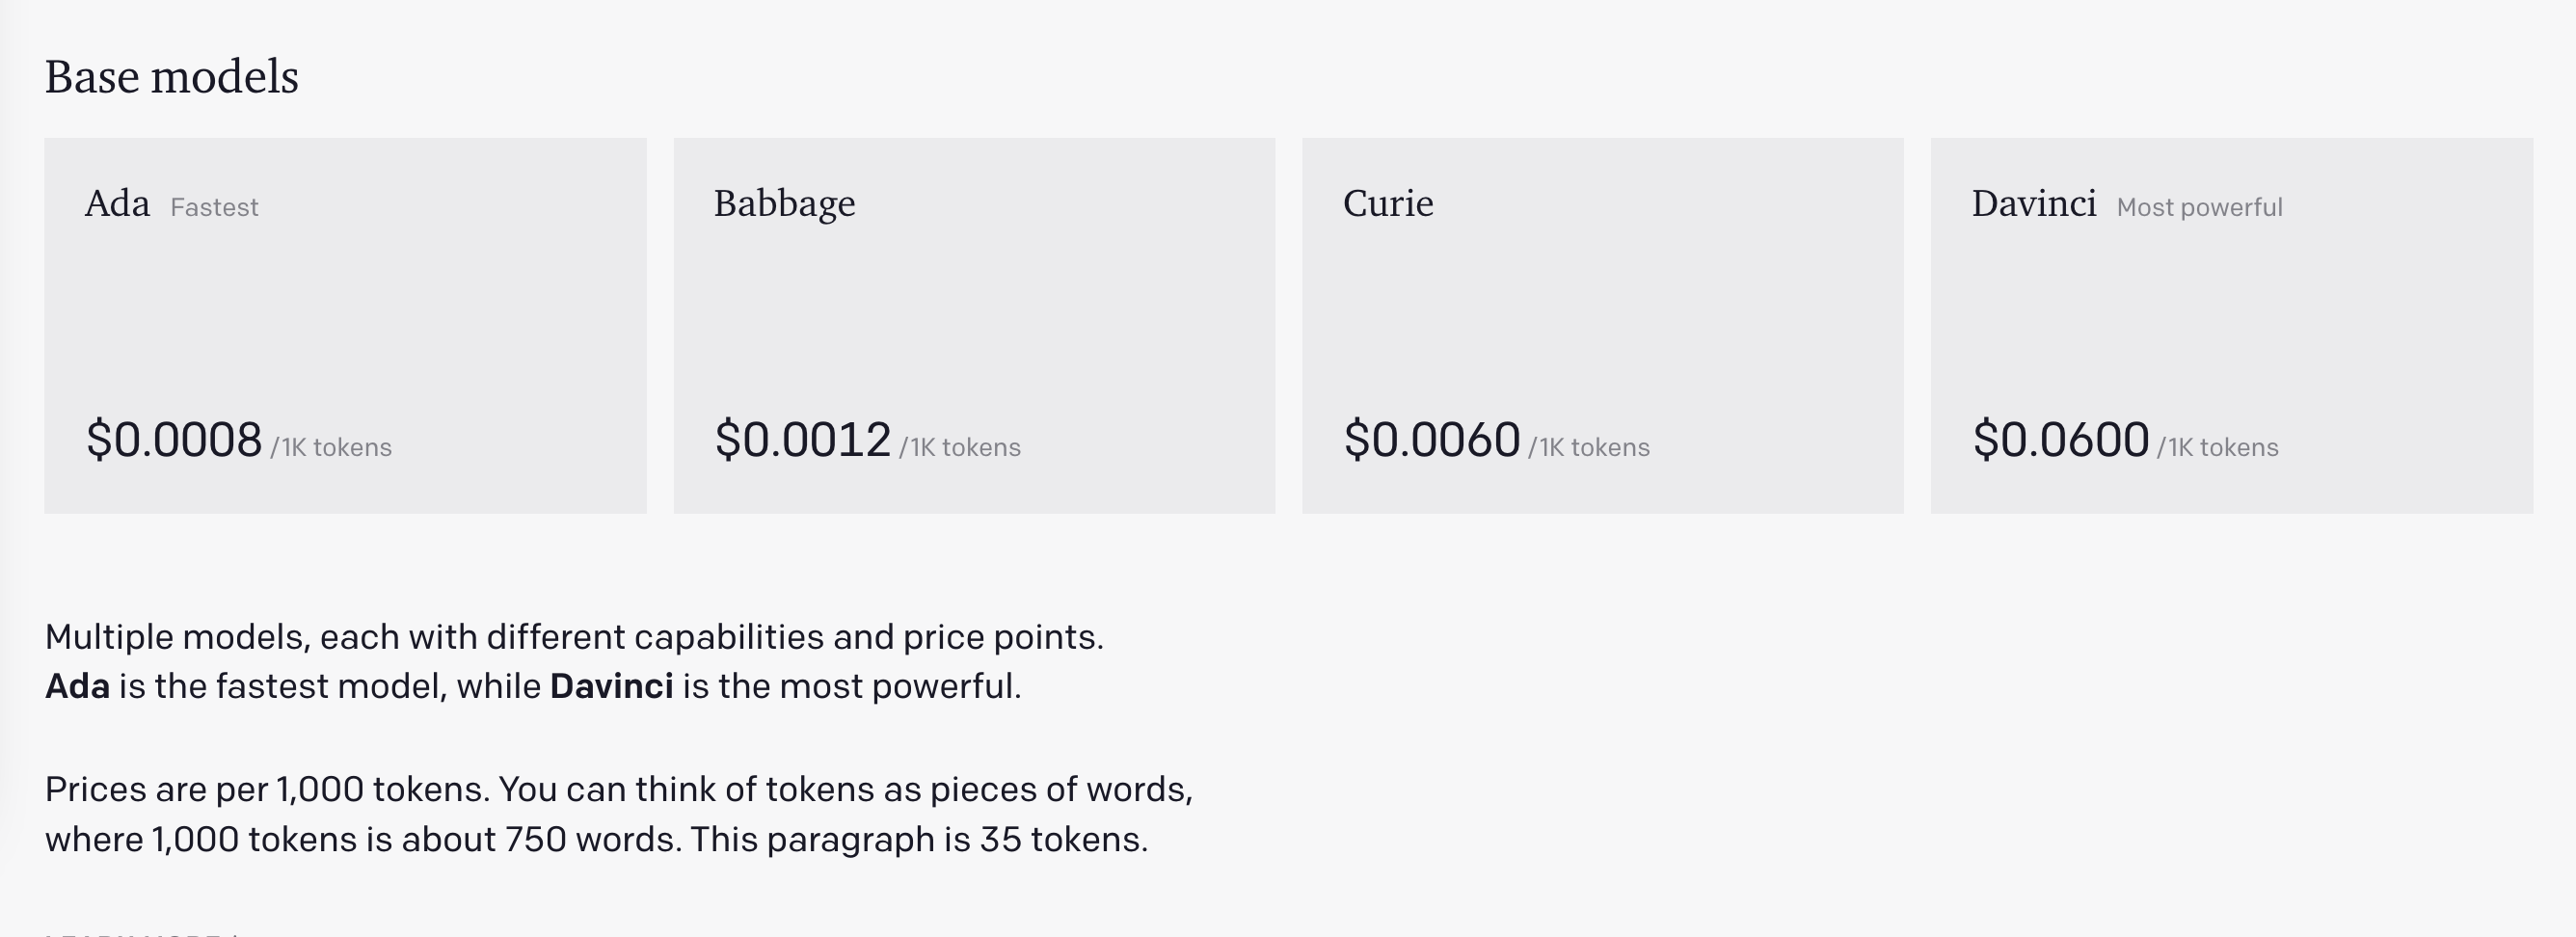 Base models
Ada Fastest
$0.0008 /1K tokens
Babbage
$0.0012 /1K tokens
Curie
$0.0060 /1K tokens
Davinci Most powerful
$0.0600 /1K tokens
Multiple models, each with different capabilities and price points.
Ada is the fastest model, while Davinci is the most powerful.
Prices are per 1,000 tokens. You can think of tokens as pieces of words,
where 1,000 tokens is about 750 words. This paragraph is 35 tokens.